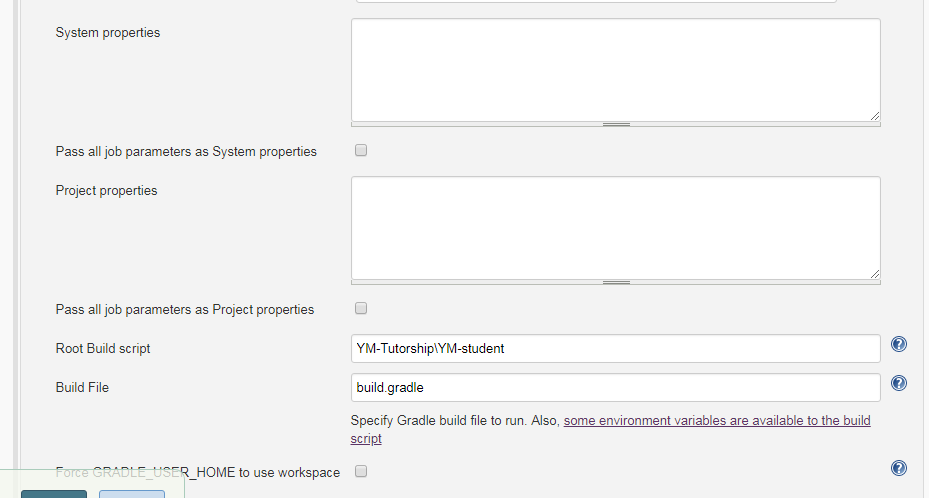 System properties
Pass all job parameters as System properties
Project properties
Pass all job parameters as Project properties
Root Build script
YM-Tutorship\YM-student
Build File
build.gradle
Specify Gradle build file to run. Also, some environment variables are available to the build
script
Force GRADLE_USER_HOME to use workspace